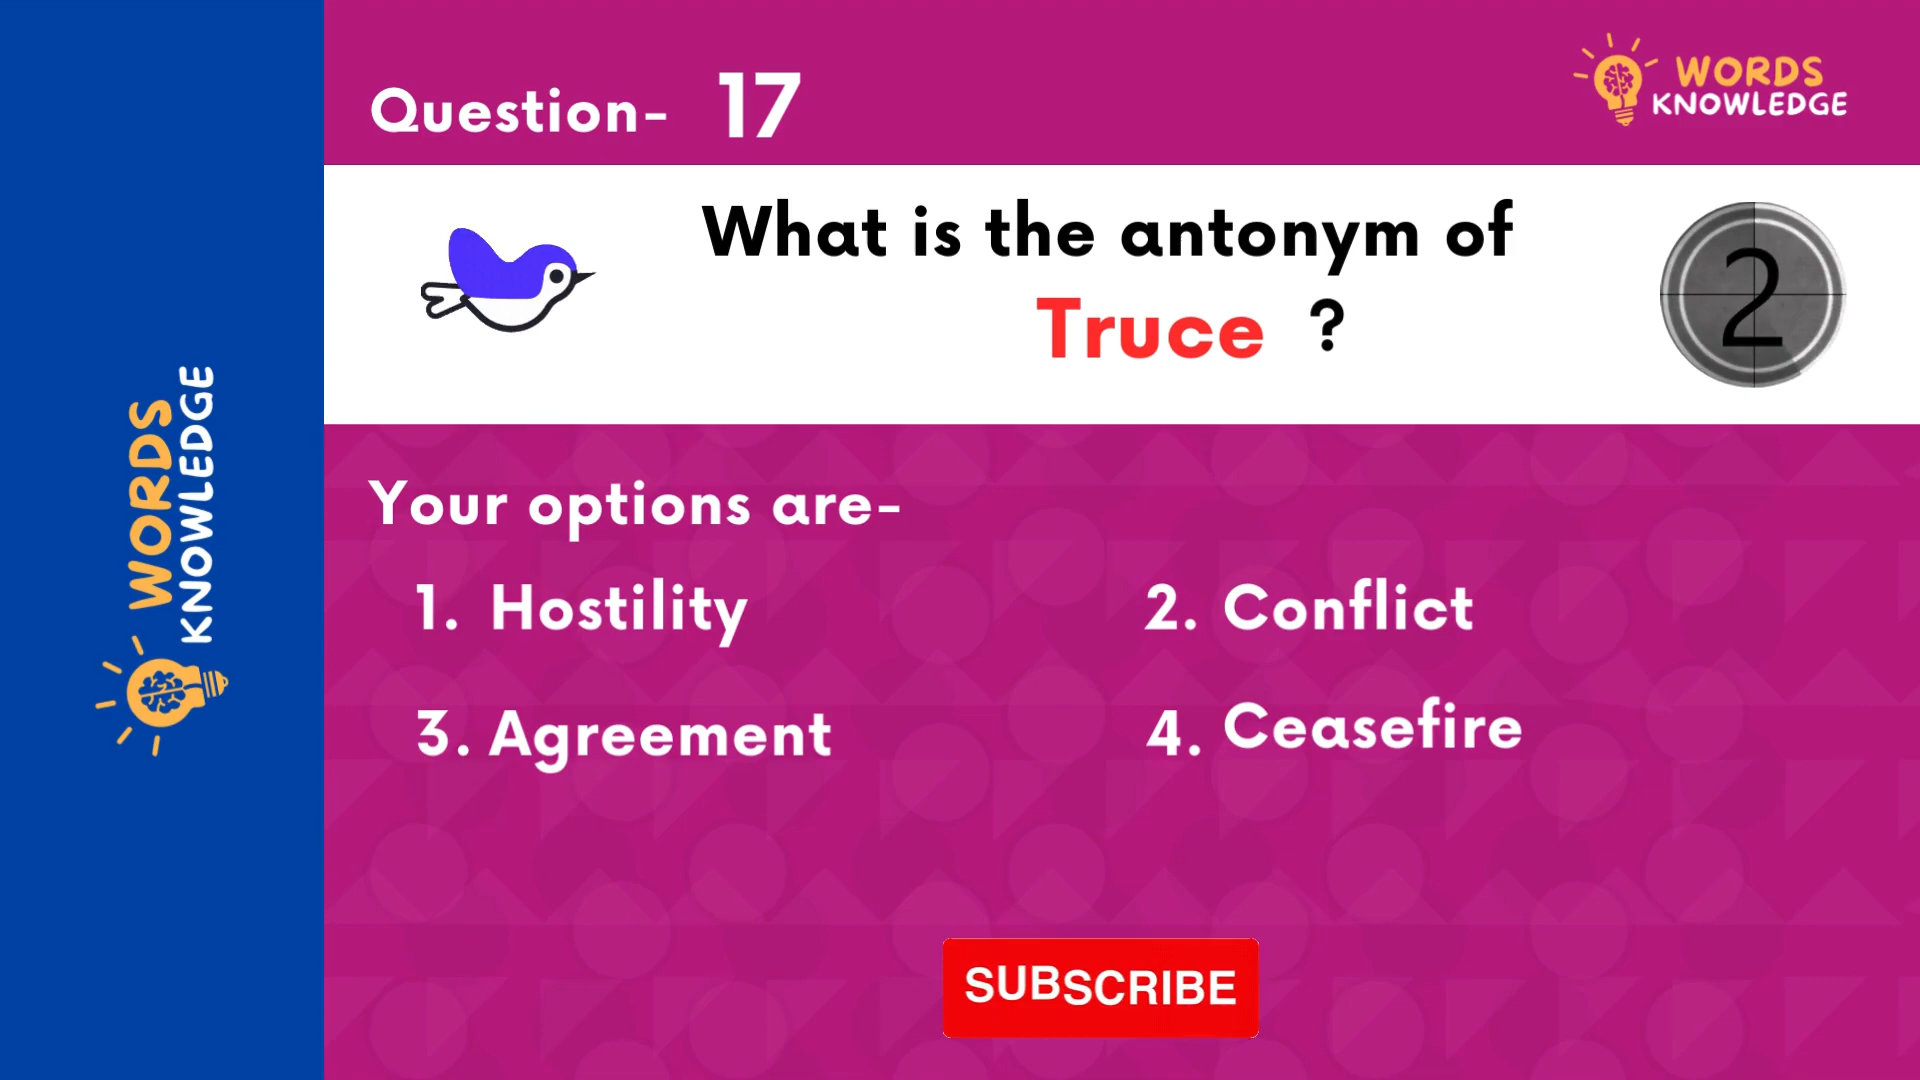 Question- 17
WORDS
KNOWLEDGE
What is the antonym of
Truce ?
2
Your options are-
1. Hostility
2. Conflict
3. Agreement
4. Ceasefire
WORDS
KNOWLEDGE
SUBSCRIBE